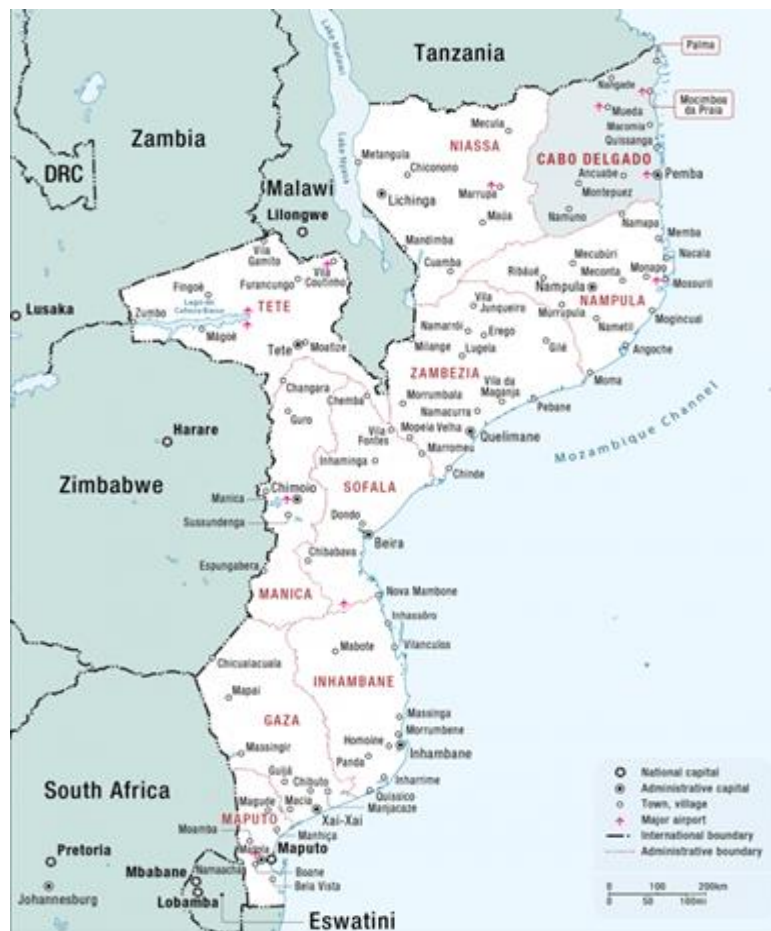 Tanzania
Lake Malawi
Palma
Nangade
Mocimboa
da Praia
Mueda
Macomia
Quissanga
Zambia
Mecula
NIASSA
Lake Nyasa
CABO DELGADO
DRC
Metangula
Chiconono
Ancuabe
Pemba
Malawi
Marrupa
Montepuez
Lichinga
Lilongwe
Maúa
Namuno
Namapa
Mandimba
Memba
Vila
Gamito
Mecubúri
Nacala
Vila
Coutinho
Cuamba
Ribáuè
Meconta
Monapo
Fingoè
Furancungo
Nampula
Mossuril
Lusaka
Zumbo
Lago de
Cahora Bassa
TETE
Vila
Junqueiro
NAMPULA
Murrupula
Mogincual
Mágoè
Namarrói
Erego
Nametil
Tete
Moatize
Milange
Lugela
Gilé
Angoche
ZAMBEZIA
Changara
Moma
Chemba
Morrumbala
Vila da
Maganja
Guro
Namacurra
Pebane
Mozambique Channel
Harare
Vila
Fontes
Mopeia Velha
Quelimane
Marromeu
Inhaminga
Chinde
Zimbabwe
Chimoio
SOFALA
Manica
Sussundenga
Dondo
Beira
Chibabava
Espungabera
MANICA
Nova Mambone
Inhassôro
Mabote
Vilanculos
Chicualacuala
INHAMBANE
Mapai
GAZA
Massinga
Morrumbene
Homoine
Massingir
Inhambane
Panda
Guijá
South Africa
Chibuto
Inharrime
Quissico
Magude
Macia
Manjacaze
MAPUTO
Xai-Xai
Moamba
Manhiça
Pretoria
Matola
Maputo
Mbabane
Namaacha
Boane
Johannesburg
Bela Vista
Lobamba
Eswatini
National capital
Administrative capital
Town, village
Major airport
International boundary
Administrative boundary
0 100 200km
0 50 100mi